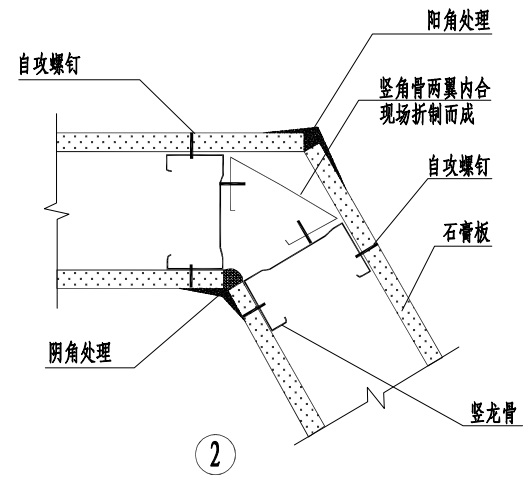 阳角处理
自攻螺钉
竖角骨两翼内合
现场折制而成
自攻螺钉
石膏板
阴角处理
竖龙骨
2